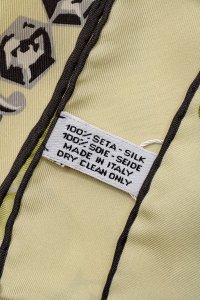 100% SETA - SILK
100% SOIE - SEIDE
MADE IN ITALY
DRY CLEAN ONLY